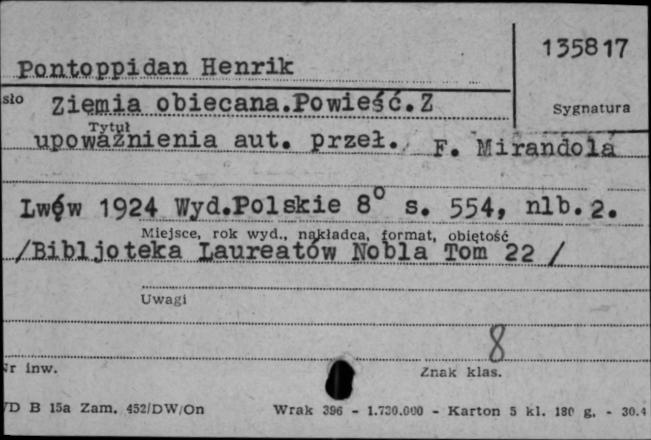 135817
Pontoppidan Henrik
sło Ziemia obiecana.Powieść.Z
Sygnatura
Tytuł
upoważnienia aut. przeł. F. Mirandola
Lwów 1924 Wyd.Polskie 8° s. 554, nlb.2.
Miejsce, rok wyd., nakładca, format, objętość
/Bibljoteka Laureatów Nobla Tom 22 /
Uwagi
8
Nr inw.
Znak klas.
/D B 15a Zam. 452/DW/On Wrak 396 - 1.730.000 - Karton 5 kl. 180 g. - 30.4